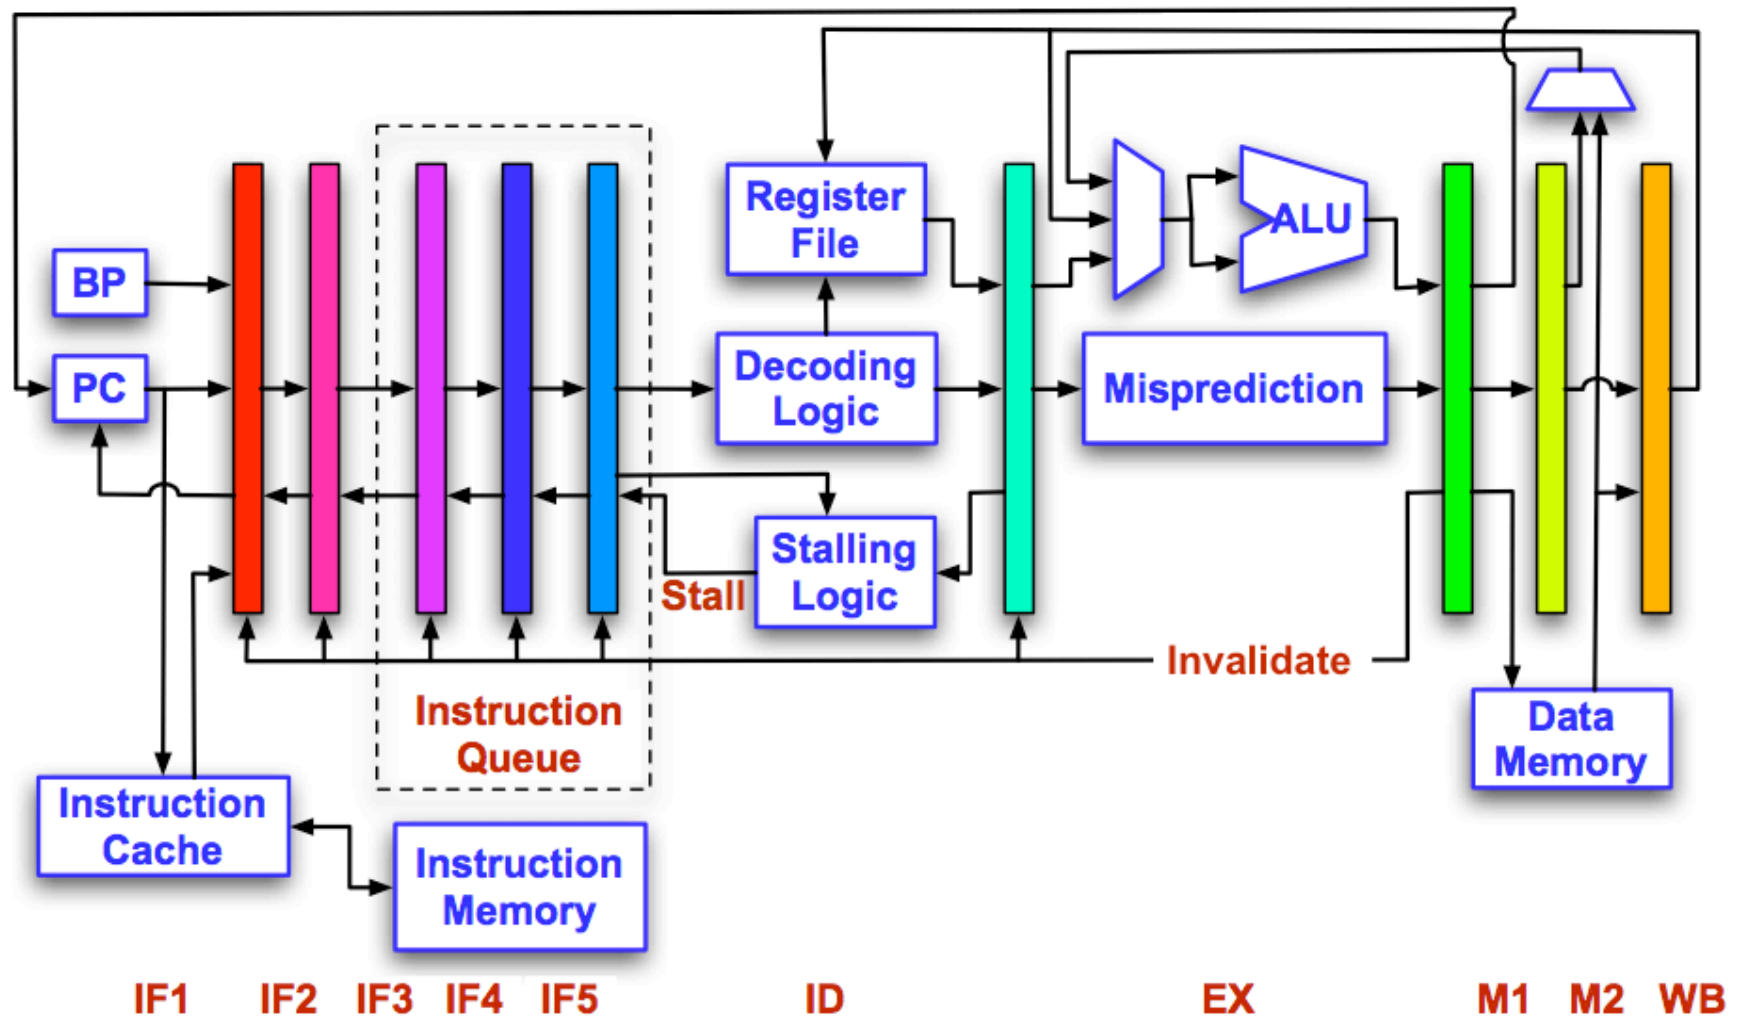 BP
PC
Register
File
ALU
Decoding
Logic
Misprediction
Stalling
Logic
Stall
Invalidate
Instruction
Queue
Data
Memory
Instruction
Cache
Instruction
Memory
IF1
IF2
IF3
IF4
IF5
ID
EX
M1
M2
WB